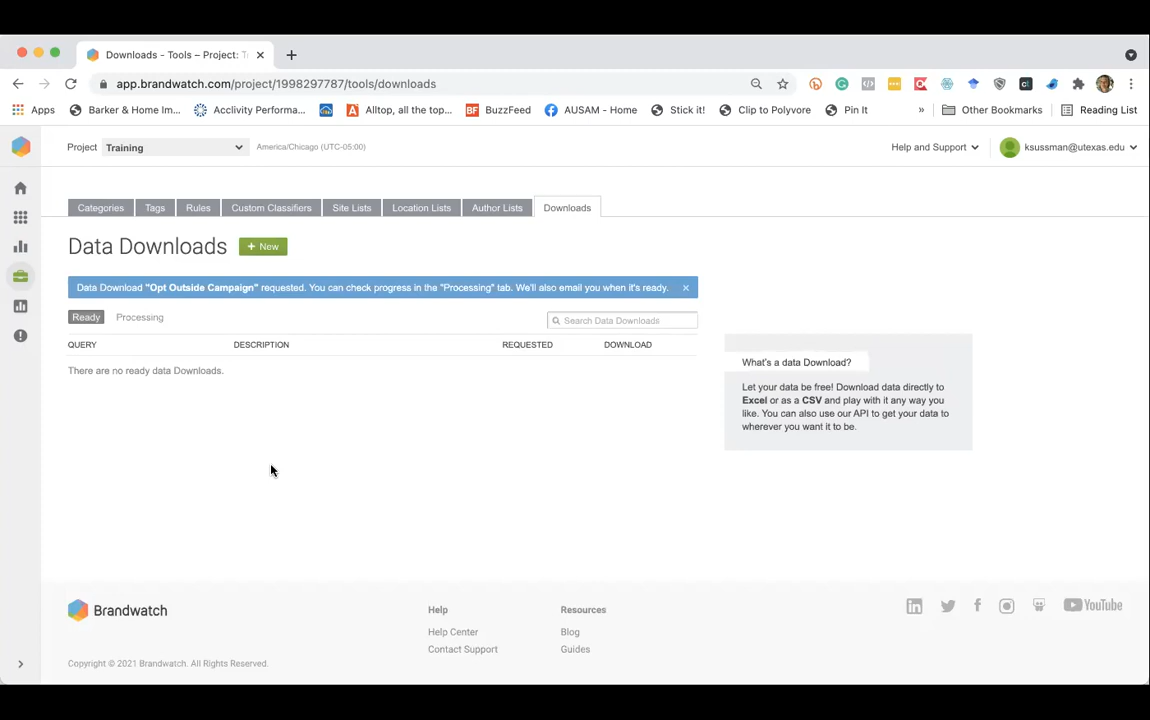 Downloads - Tools – Project: T
app.brandwatch.com/project/1998297787/tools/downloads
Apps
Barker & Home Im...
Acclivity Performa...
Alltop, all the top...
BF BuzzFeed
AUSAM - Home
Stick it!
Clip to Polyvore
Pin It
»
Other Bookmarks
Reading List
Project
Training
America/Chicago (UTC-05:00)
Help and Support
ksussman@utexas.edu
Categories
Tags
Rules
Custom Classifiers
Site Lists
Location Lists
Author Lists
Downloads
Data Downloads
+ New
Data Download "Opt Outside Campaign" requested. You can check progress in the "Processing" tab. We'll also email you when it's ready. ×
Ready
Processing
Search Data Downloads
QUERY
DESCRIPTION
REQUESTED
DOWNLOAD
There are no ready data Downloads.
What's a data Download?
Let your data be free! Download data directly to
Excel or as a CSV and play with it any way you
like. You can also use our API to get your data to
wherever you want it to be.
Brandwatch
Help
Help Center
Contact Support
Resources
Blog
Guides
YouTube
Copyright © 2021 Brandwatch. All Rights Reserved.